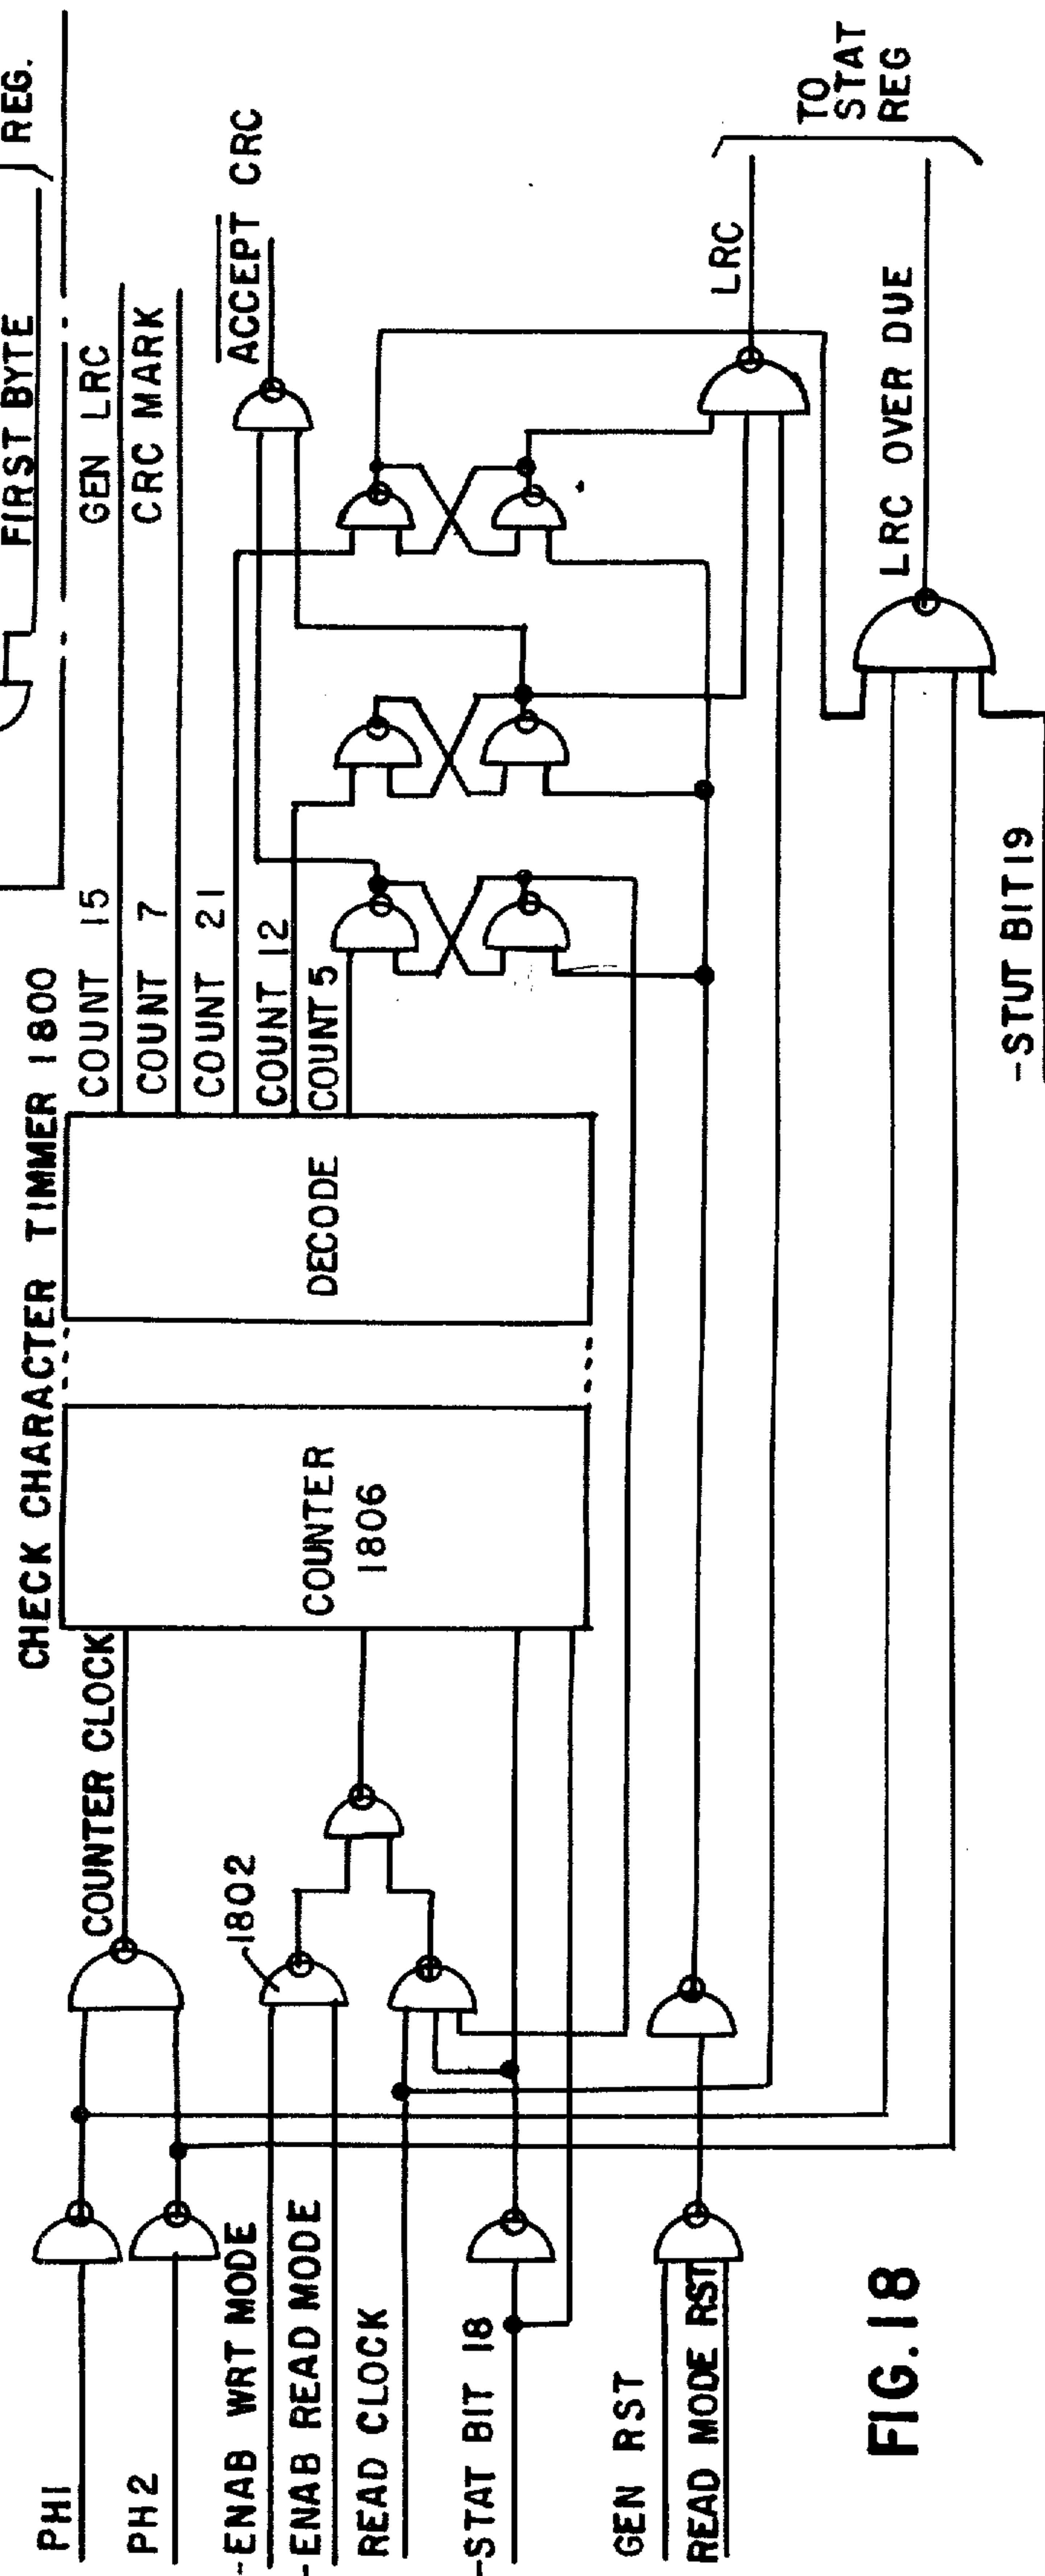 FIRST BYTE
REG.
CHECK CHARACTER TIMMER 1800
PH1
PH2
-ENAB WRT MODE
-ENAB READ MODE
READ CLOCK
-STAT BIT 18
GEN RST
READ MODE RST
COUNTER CLOCK
1802
COUNTER
1806
DECODE
COUNT 15
GEN LRC
COUNT 7
CRC MARK
COUNT 21
COUNT 12
COUNT 5
ACCEPT CRC
LRC
LRC OVER DUE
TO
STAT
REG
-STUT BIT 19
FIG. 18